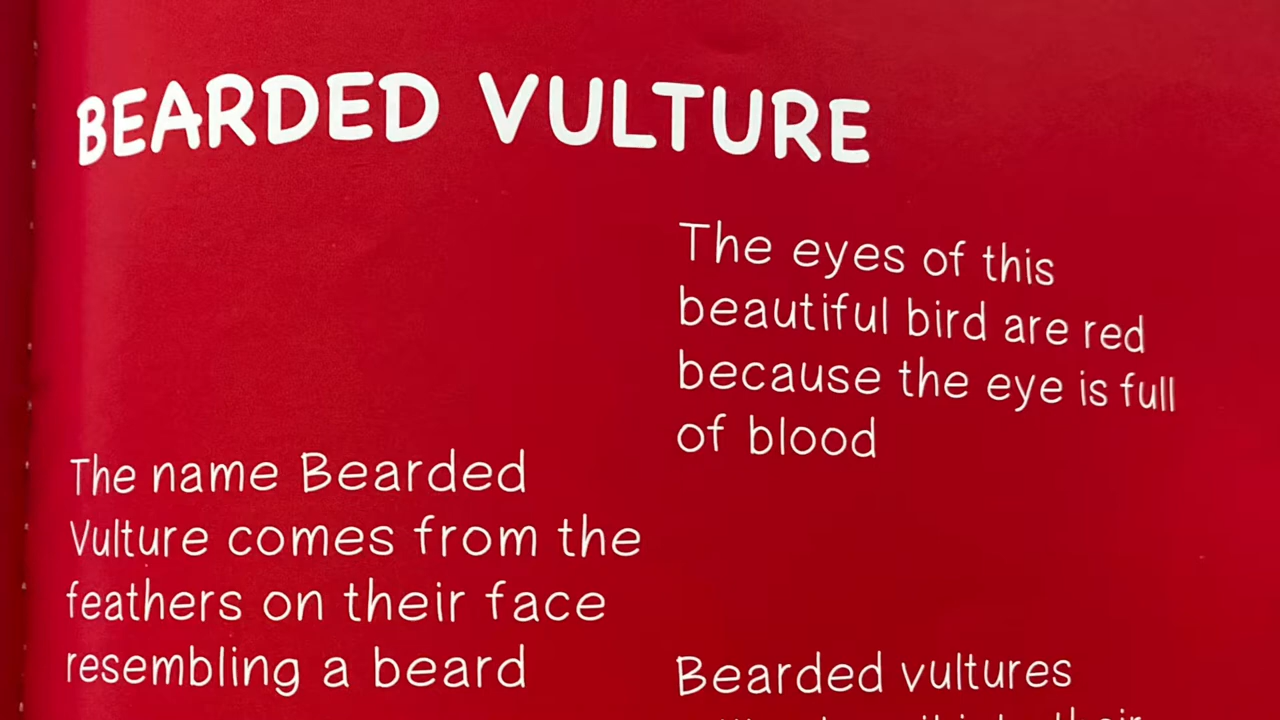 BEARDED VULTURE
The eyes of this
beautiful bird are red
because the eye is full
of blood
The name Bearded
Vulture comes from the
feathers on their face
resembling a beard
Bearded vultures